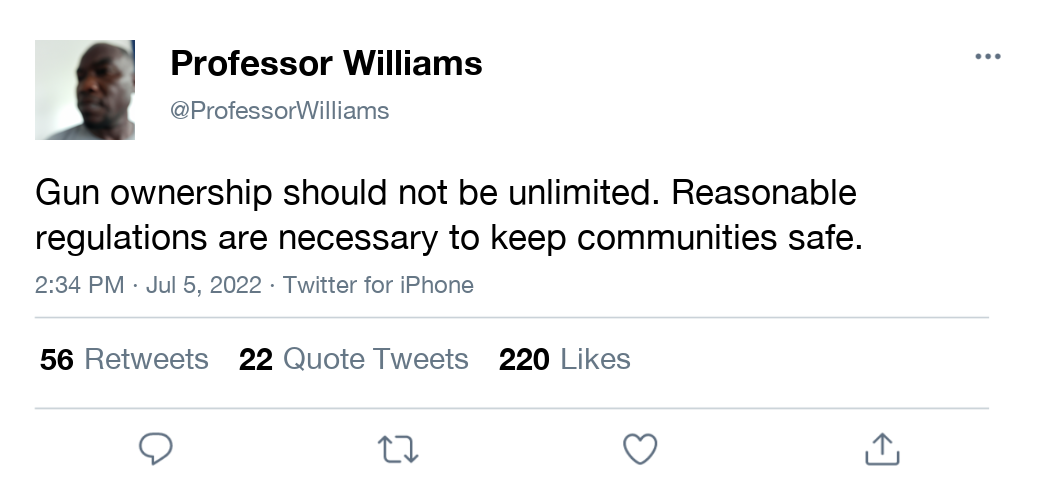 Professor Williams
@ProfessorWilliams
Gun ownership should not be unlimited. Reasonable
regulations are necessary to keep communities safe.
2:34 PM · Jul 5, 2022 · Twitter for iPhone
56 Retweets 22 Quote Tweets 220 Likes